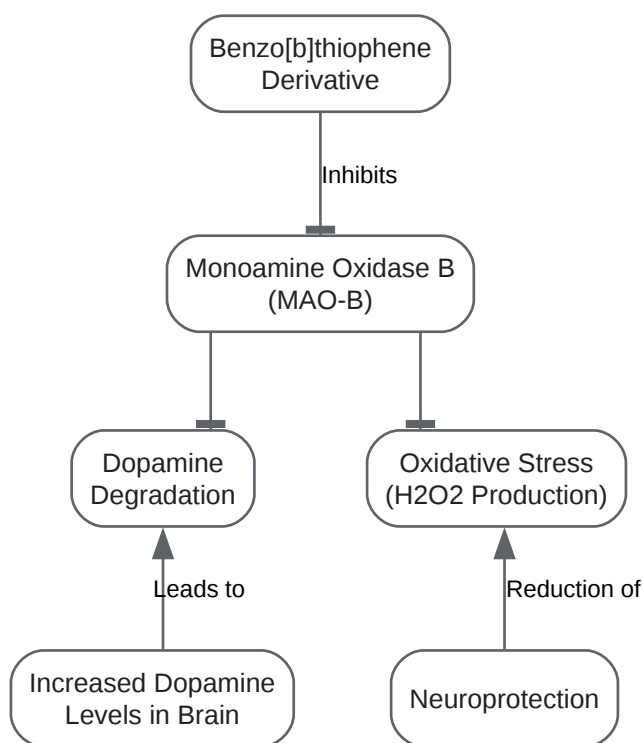 Benzo[b]thiophene
Derivative
Inhibits
Monoamine Oxidase B
(MAO-B)
Dopamine
Degradation
Oxidative Stress
(H2O2 Production)
Leads to
Reduction of
Increased Dopamine
Levels in Brain
Neuroprotection